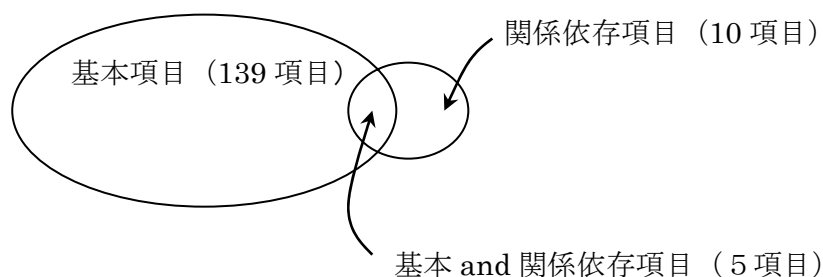 関係依存項目（10 項目）
基本項目（139 項目）
基本 and 関係依存項目（５項目）